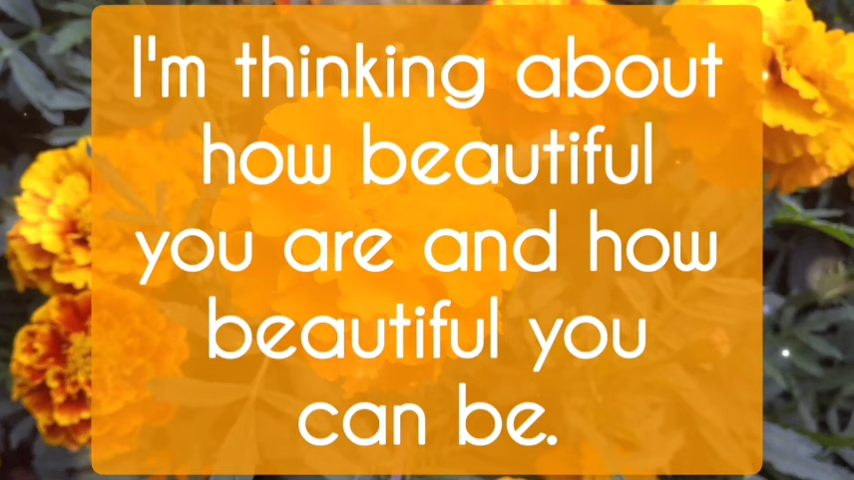 I'm thinking about
how beautiful
you are and how
beautiful you
can be.